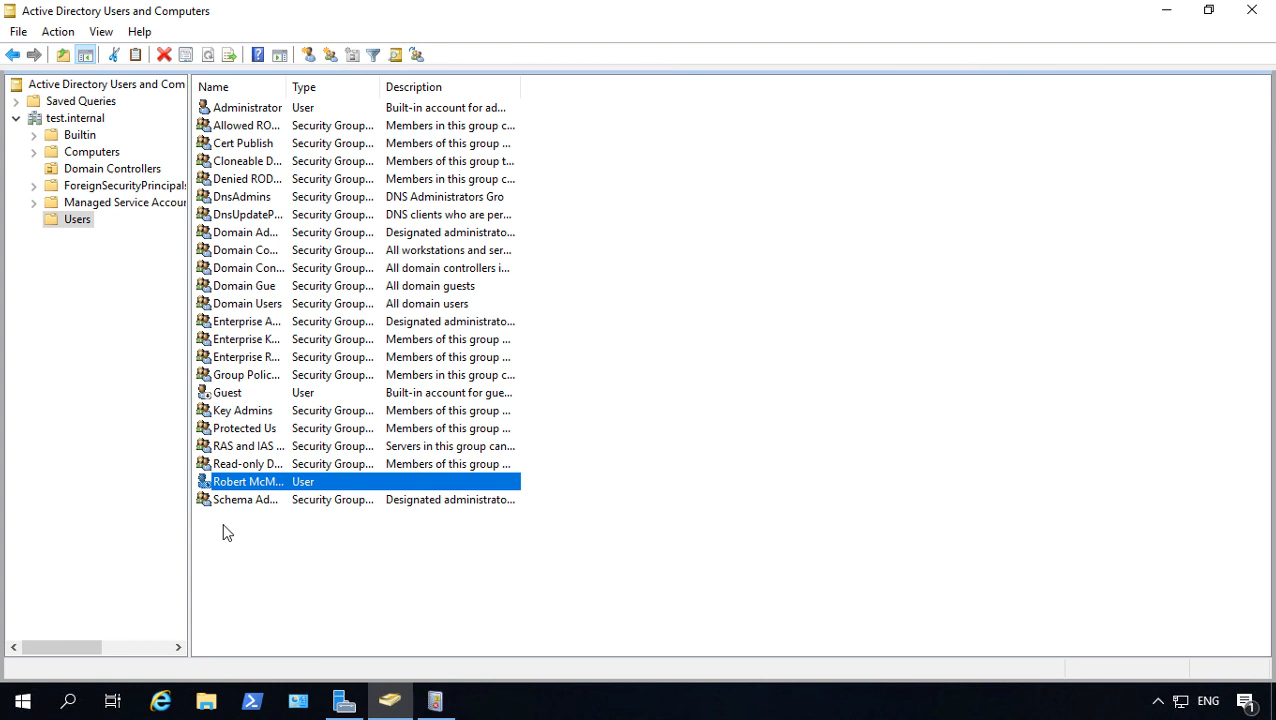 Active Directory Users and Computers
File Action View Help
Active Directory Users and Com
Saved Queries
test.internal
Builtin
Computers
Domain Controllers
ForeignSecurityPrincipals
Managed Service Accour
Users
Name Type Description
Administrator User Built-in account for ad...
Allowed RO... Security Group... Members in this group c...
Cert Publish Security Group... Members of this group ...
Cloneable D... Security Group... Members of this group t...
Denied ROD... Security Group... Members in this group c...
DnsAdmins Security Group... DNS Administrators Gro
DnsUpdateP... Security Group... DNS clients who are per...
Domain Ad... Security Group... Designated administrato...
Domain Co... Security Group... All workstations and ser...
Domain Con... Security Group... All domain controllers i...
Domain Gue Security Group... All domain guests
Domain Users Security Group... All domain users
Enterprise A... Security Group... Designated administrato...
Enterprise K... Security Group... Members of this group ...
Enterprise R... Security Group... Members of this group ...
Group Polic... Security Group... Members in this group c...
Guest User Built-in account for gue...
Key Admins Security Group... Members of this group ...
Protected Us Security Group... Members of this group ...
RAS and IAS ... Security Group... Servers in this group can...
Read-only D... Security Group... Members of this group ...
Robert McM... User
Schema Ad... Security Group... Designated administrato...
ENG 1